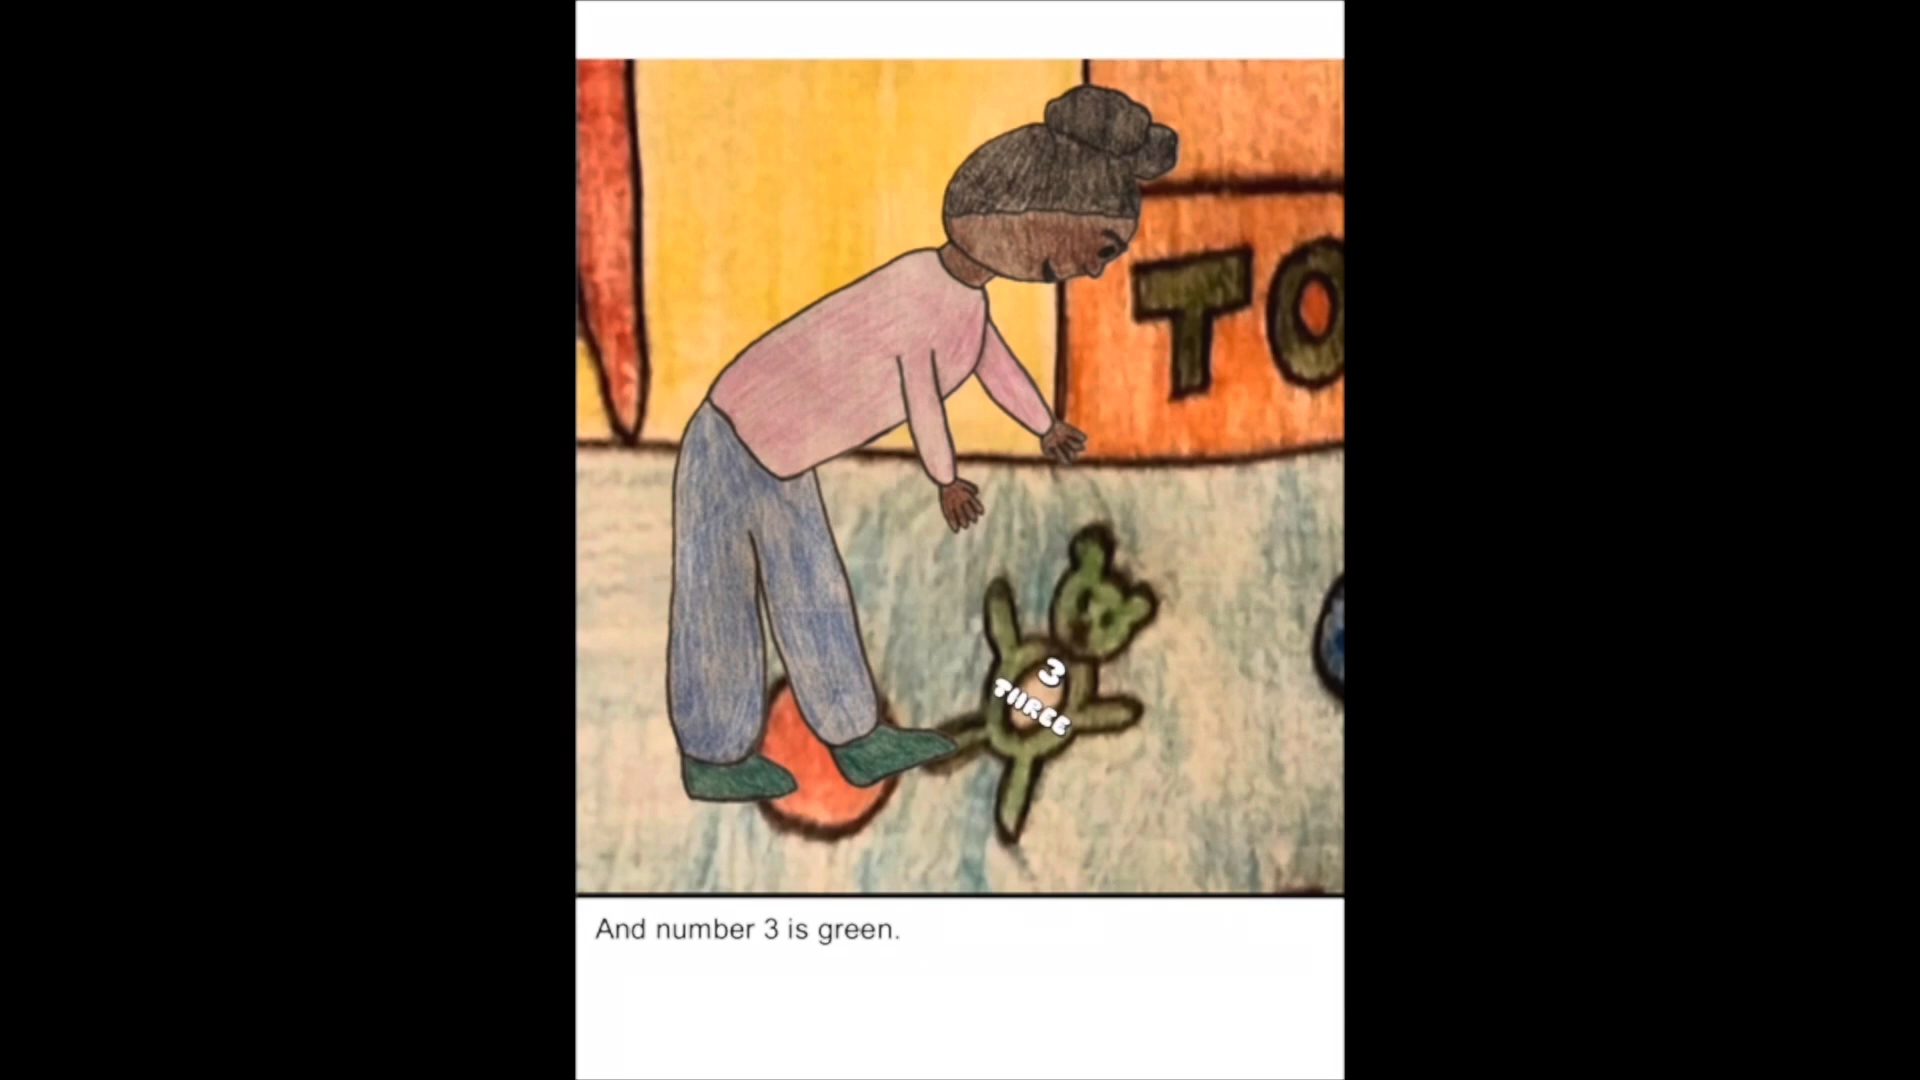 TO
3
THREE
And number 3 is green.